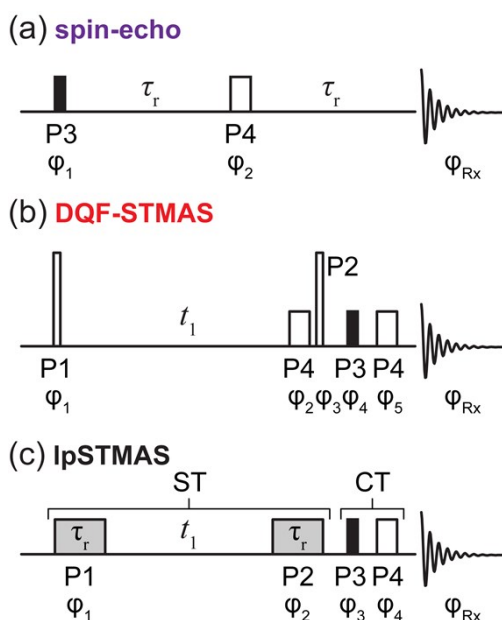 (a) spin-echo
τr τr
P3 P4
φ1 φ2 φRx
(b) DQF-STMAS
P2
t1
P1 P4 P3 P4
φ1 φ2 φ3 φ4 φ5 φRx
(c) lpSTMAS
ST CT
τr t1 τr
P1 P2 P3 P4
φ1 φ2 φ3 φ4 φRx